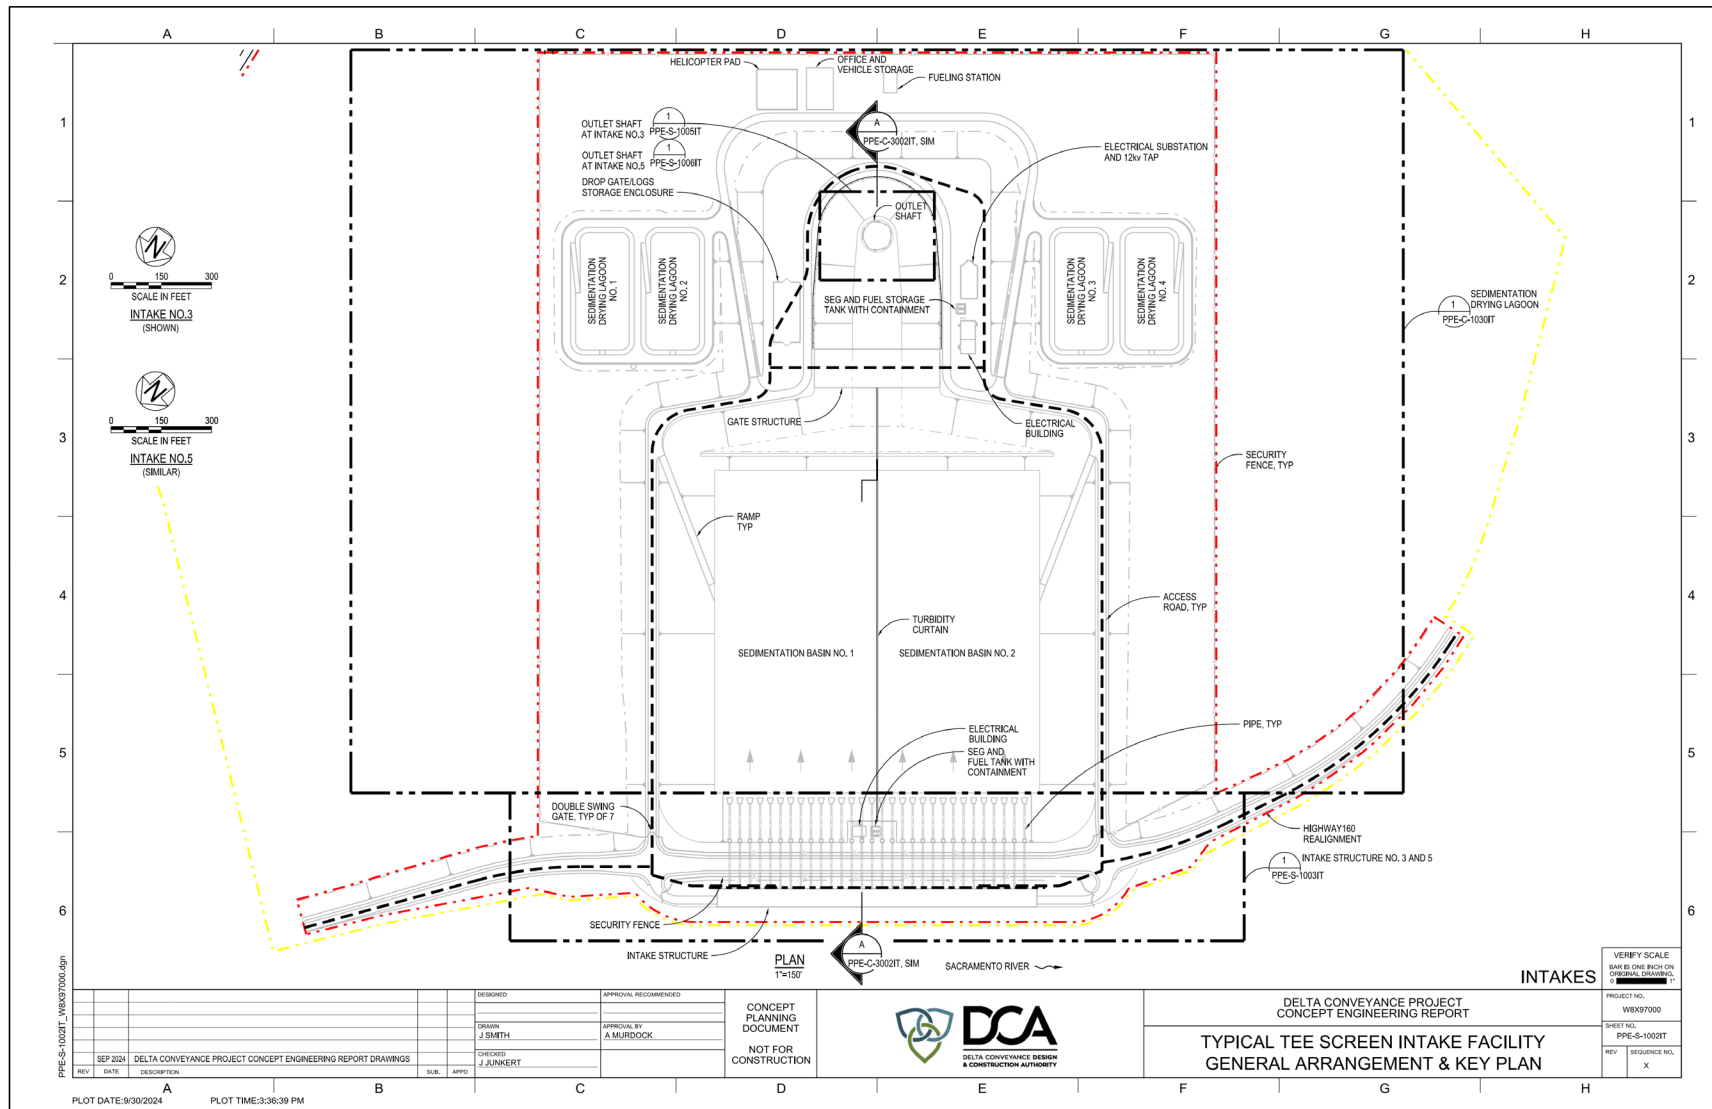 A B C D E F G H
HELICOPTER PAD
OFFICE AND
VEHICLE STORAGE
FUELING STATION
1
1
OUTLET SHAFT
AT INTAKE NO.3
1
PPE-S-1005IT
A
PPE-C-3002IT, SIM
OUTLET SHAFT
AT INTAKE NO.5
1
PPE-S-1006IT
ELECTRICAL SUBSTATION
AND 12kv TAP
DROP GATE/LOGS
STORAGE ENCLOSURE
OUTLET
SHAFT
N
0 150 300
SCALE IN FEET
INTAKE NO.3
(SHOWN)
2
2
SEDIMENTATION
DRYING LAGOON
NO. 1
SEDIMENTATION
DRYING LAGOON
NO. 2
SEDIMENTATION
DRYING LAGOON
NO. 3
SEDIMENTATION
DRYING LAGOON
NO. 4
SEG AND FUEL STORAGE
TANK WITH CONTAINMENT
1
PPE-C-1030IT
SEDIMENTATION
DRYING LAGOON
N
0 150 300
SCALE IN FEET
INTAKE NO.5
(SIMILAR)
3
3
GATE STRUCTURE
ELECTRICAL
BUILDING
SECURITY
FENCE, TYP
RAMP
TYP
4
4
ACCESS
ROAD, TYP
TURBIDITY
CURTAIN
SEDIMENTATION BASIN NO. 1
SEDIMENTATION BASIN NO. 2
5
5
ELECTRICAL
BUILDING
SEG AND
FUEL TANK WITH
CONTAINMENT
PIPE, TYP
DOUBLE SWING
GATE, TYP OF 7
HIGHWAY160
REALIGNMENT
1
PPE-S-1003IT
INTAKE STRUCTURE NO. 3 AND 5
6
6
SECURITY FENCE
INTAKE STRUCTURE
PLAN
1"=150'
A
PPE-C-3002IT, SIM
SACRAMENTO RIVER
INTAKES
VERIFY SCALE
BAR IS ONE INCH ON
ORIGINAL DRAWING.
0 1"
PPE-S-1002IT_W8X97000.dgn
SEP 2024 DELTA CONVEYANCE PROJECT CONCEPT ENGINEERING REPORT DRAWINGS
REV DATE DESCRIPTION SUB. APPD
DESIGNED
DRAWN
J SMITH
CHECKED
J JUNKERT
APPROVAL RECOMMENDED
APPROVAL BY
A MURDOCK
CONCEPT
PLANNING
DOCUMENT
NOT FOR
CONSTRUCTION
DCA
DELTA CONVEYANCE DESIGN
& CONSTRUCTION AUTHORITY
DELTA CONVEYANCE PROJECT
CONCEPT ENGINEERING REPORT
TYPICAL TEE SCREEN INTAKE FACILITY
GENERAL ARRANGEMENT & KEY PLAN
PROJECT NO.
W8X97000
SHEET NO.
PPE-S-1002IT
REV SEQUENCE NO.
X
A B C D E F G H
PLOT DATE:9/30/2024 PLOT TIME:3:36:39 PM